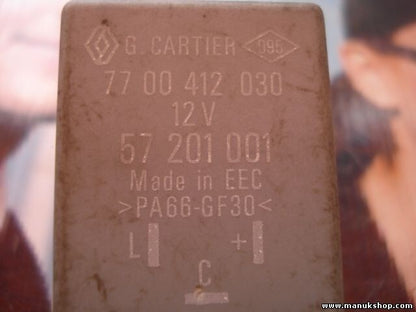 G. CARTIER 095
77 00 412 030
12V
57 201 001
Made in EEC
>PA66-GF30<
L +
C
www.manukshop.com